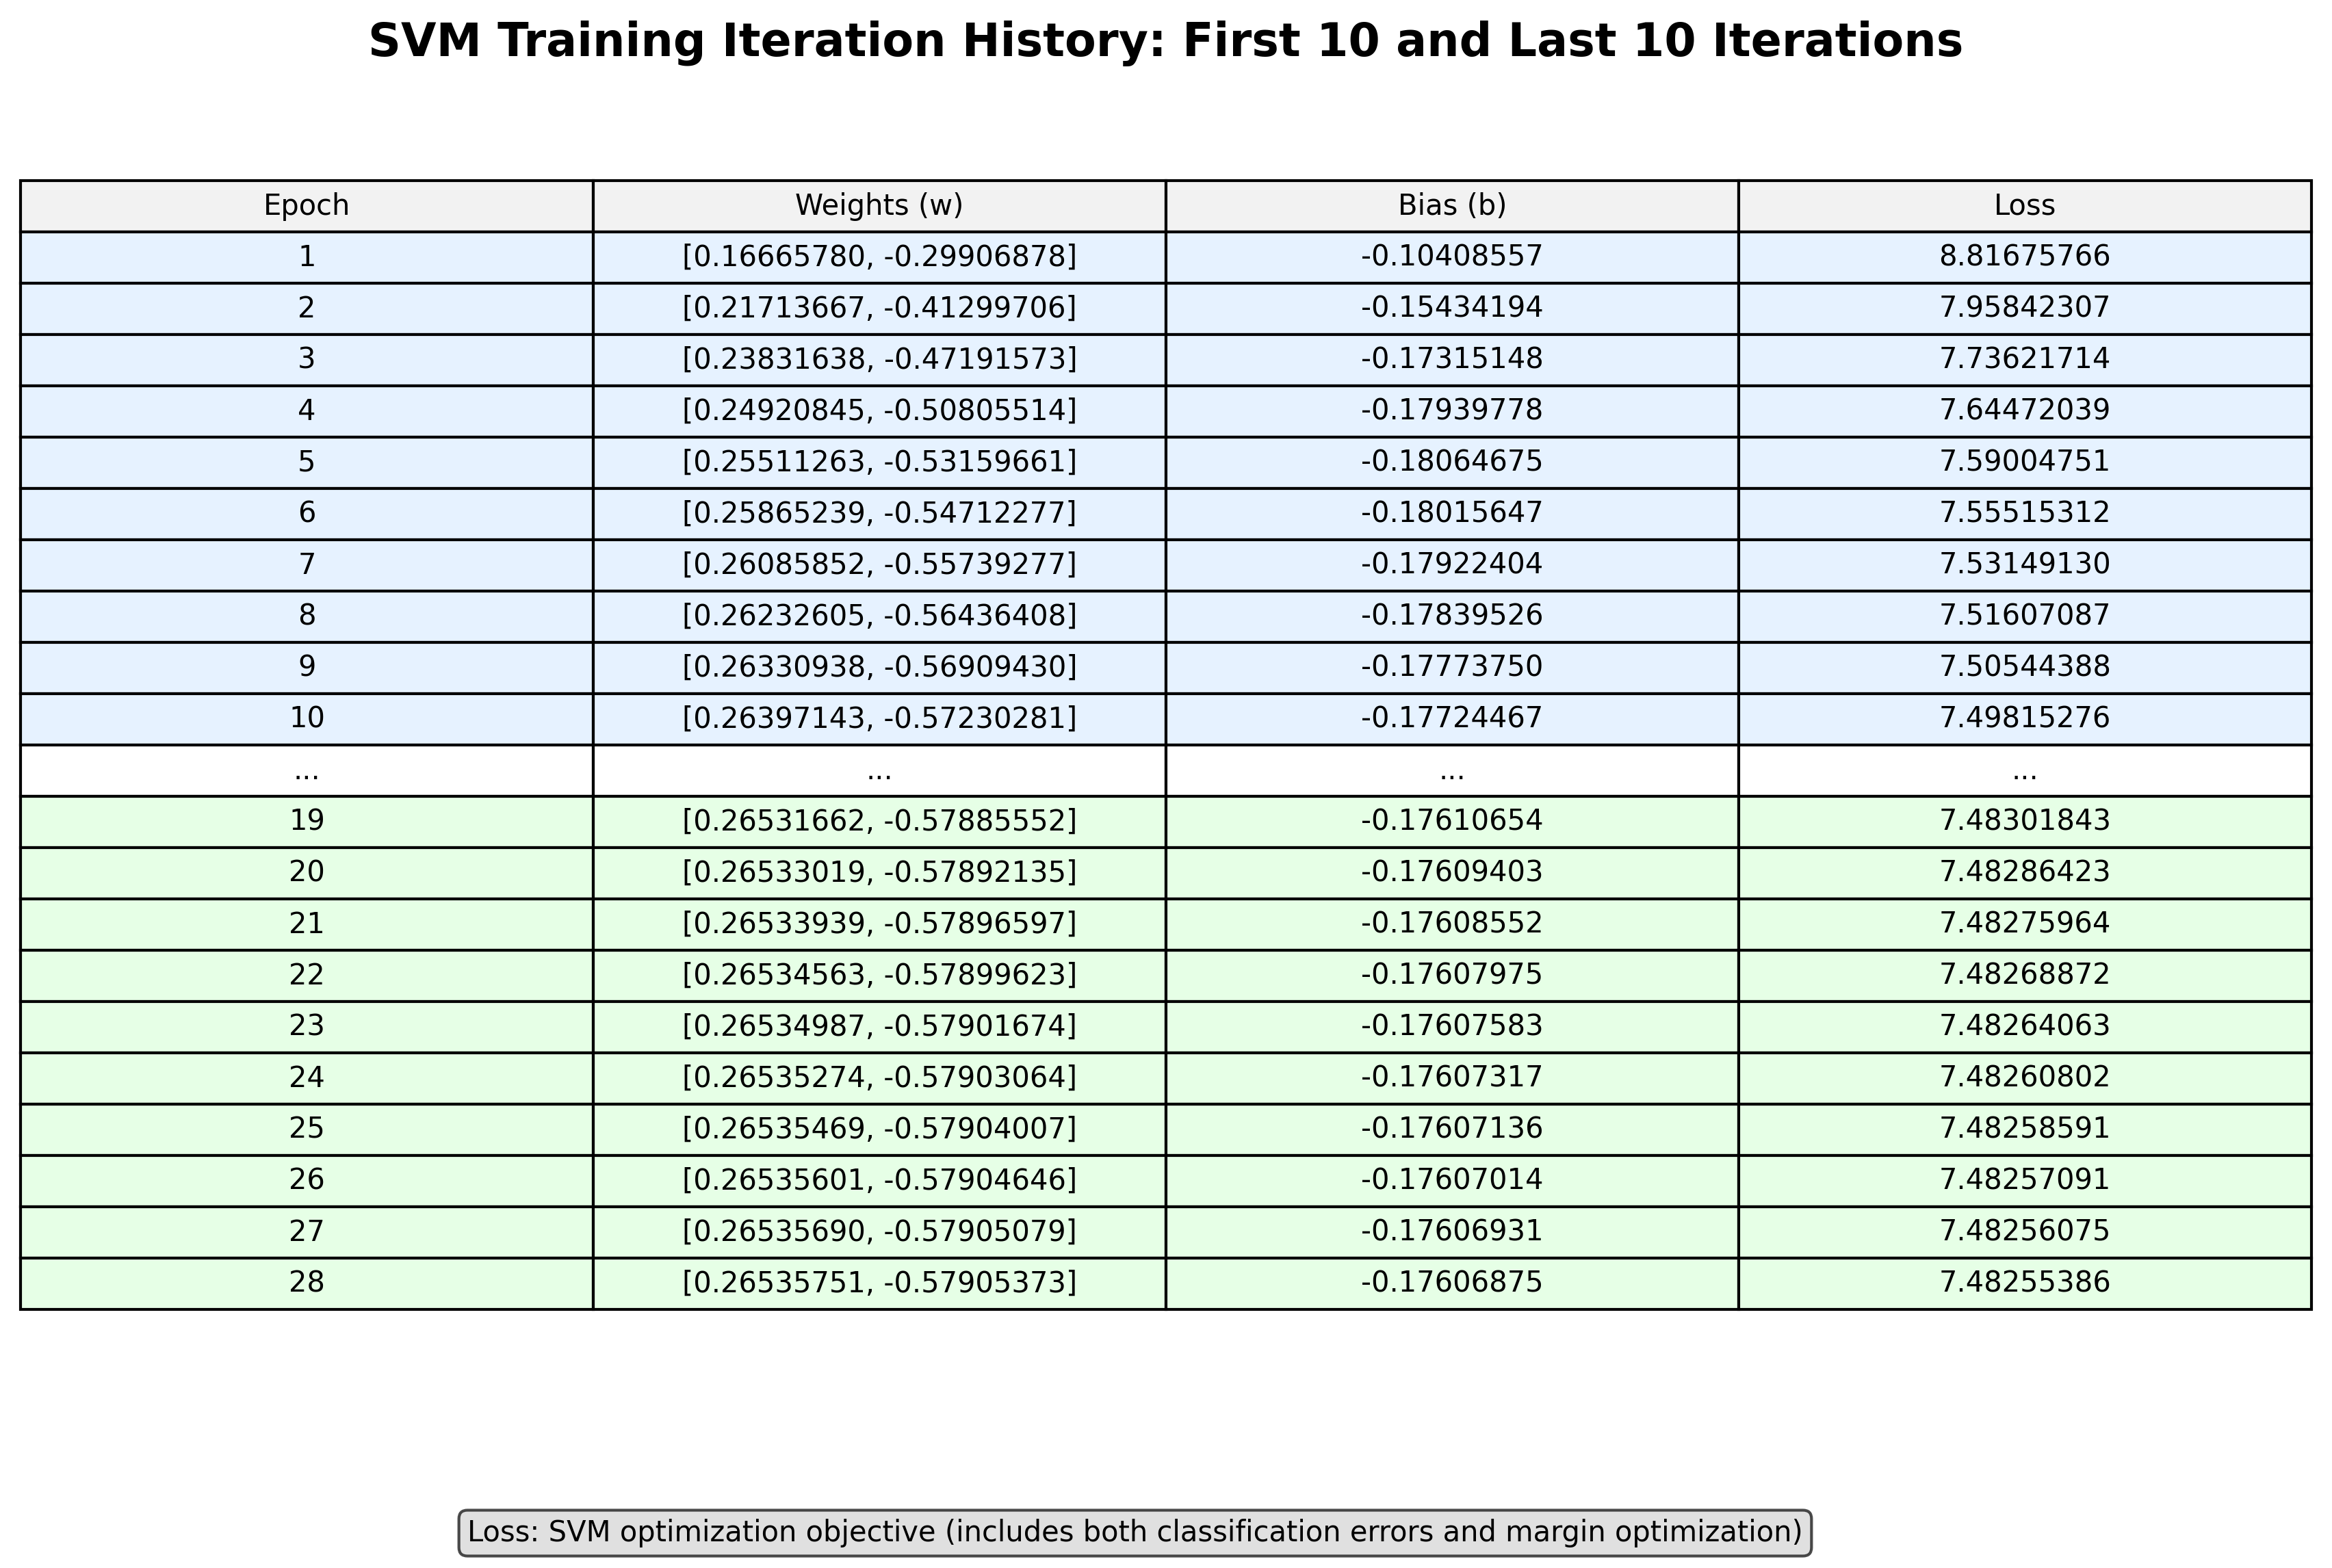 SVM Training Iteration History: First 10 and Last 10 Iterations
Epoch Weights (w) Bias (b) Loss
1 [0.16665780, -0.29906878] -0.10408557 8.81675766
2 [0.21713667, -0.41299706] -0.15434194 7.95842307
3 [0.23831638, -0.47191573] -0.17315148 7.73621714
4 [0.24920845, -0.50805514] -0.17939778 7.64472039
5 [0.25511263, -0.53159661] -0.18064675 7.59004751
6 [0.25865239, -0.54712277] -0.18015647 7.55515312
7 [0.26085852, -0.55739277] -0.17922404 7.53149130
8 [0.26232605, -0.56436408] -0.17839526 7.51607087
9 [0.26330938, -0.56909430] -0.17773750 7.50544388
10 [0.26397143, -0.57230281] -0.17724467 7.49815276
... ... ... ...
19 [0.26531662, -0.57885552] -0.17610654 7.48301843
20 [0.26533019, -0.57892135] -0.17609403 7.48286423
21 [0.26533939, -0.57896597] -0.17608552 7.48275964
22 [0.26534563, -0.57899623] -0.17607975 7.48268872
23 [0.26534987, -0.57901674] -0.17607583 7.48264063
24 [0.26535274, -0.57903064] -0.17607317 7.48260802
25 [0.26535469, -0.57904007] -0.17607136 7.48258591
26 [0.26535601, -0.57904646] -0.17607014 7.48257091
27 [0.26535690, -0.57905079] -0.17606931 7.48256075
28 [0.26535751, -0.57905373] -0.17606875 7.48255386
Loss: SVM optimization objective (includes both classification errors and margin optimization)